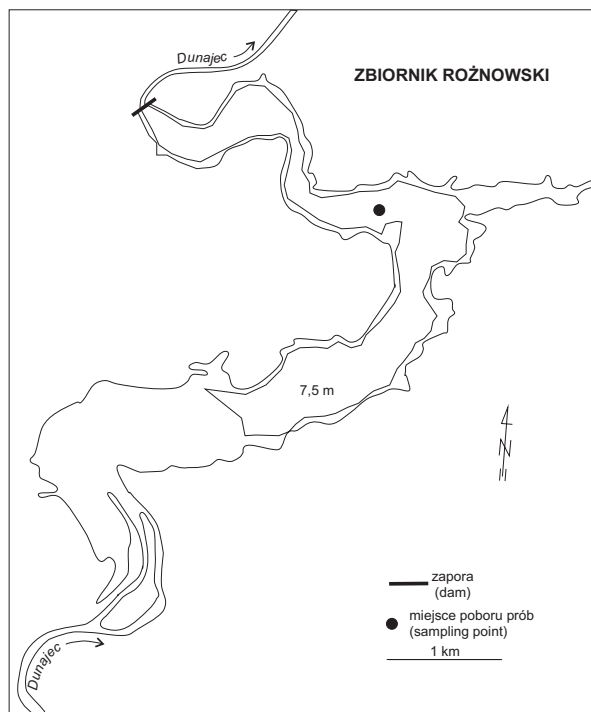 Dunajec
ZBIORNIK ROŻNOWSKI
7,5 m
N
zapora
(dam)
miejsce poboru prób
(sampling point)
1 km
Dunajec